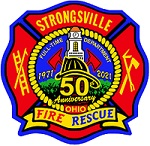 STRONGSVILLE
FULL-TIME DEPARTMENT
1971 2021
50
Anniversary
OHIO
FIRE RESCUE